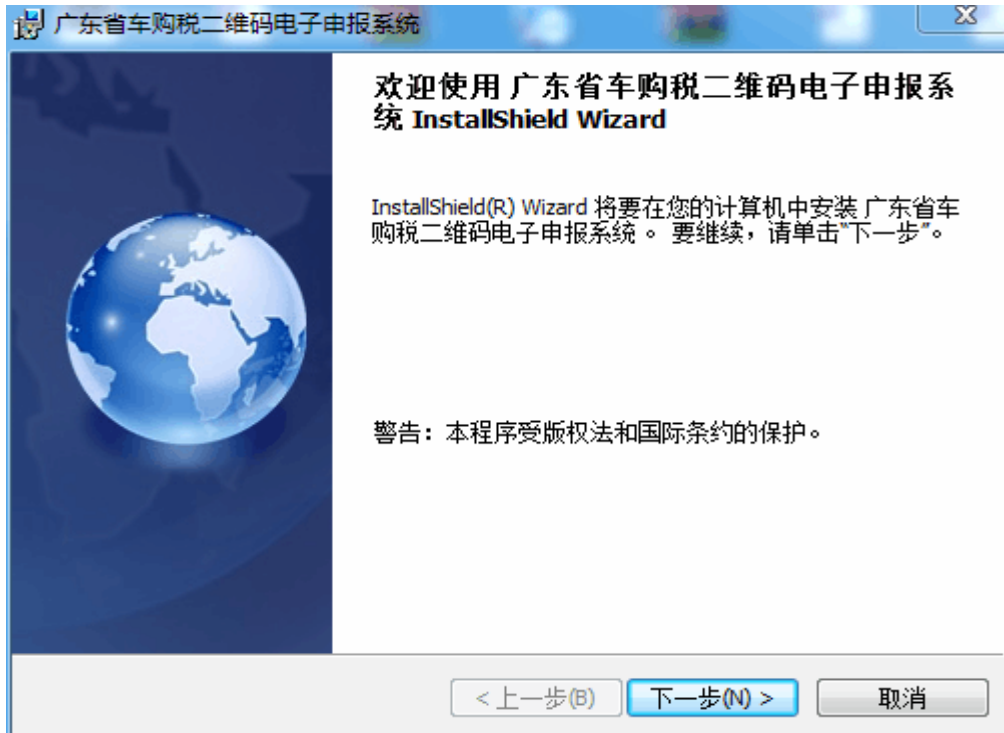 广东省车购税二维码电子申报系统
欢迎使用 广东省车购税二维码电子申报系
统 InstallShield Wizard
InstallShield(R) Wizard 将要在您的计算机中安装 广东省车
购税二维码电子申报系统 。 要继续，请单击“下一步”。
警告：本程序受版权法和国际条约的保护。
< 上一步(B) 下一步(N) > 取消